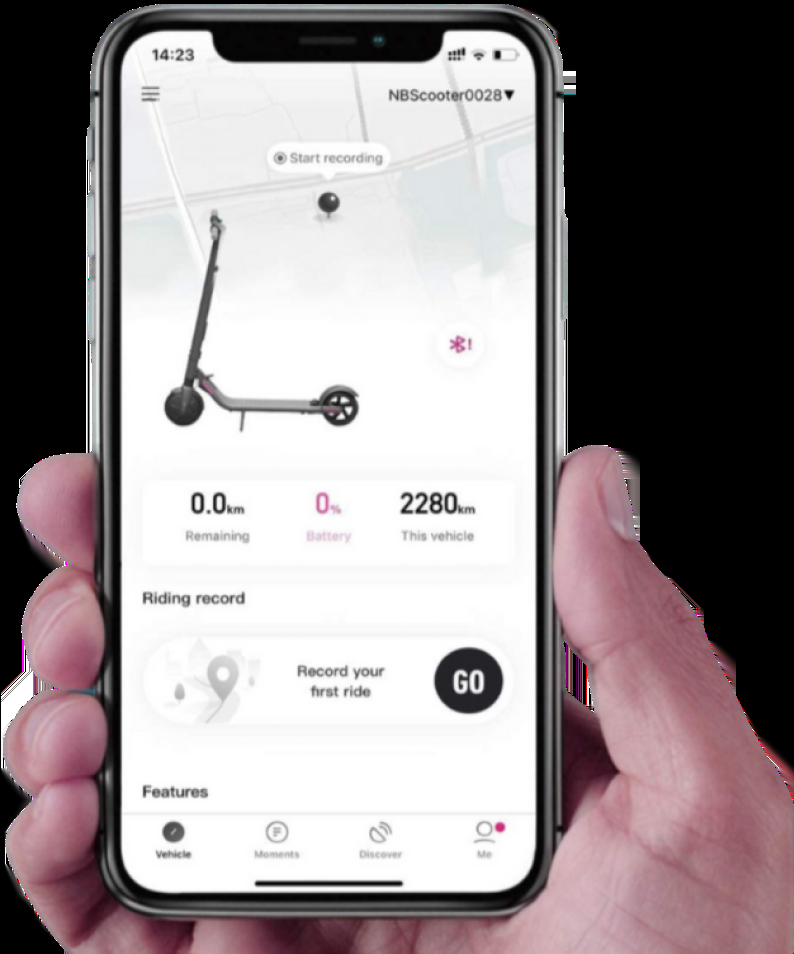 14:23
NBScooter0028▼
Start recording
0.0km
0%
2280km
Remaining
Battery
This vehicle
Riding record
Record your
first ride
GO
Features
Vehicle
Moments
Discover
Me